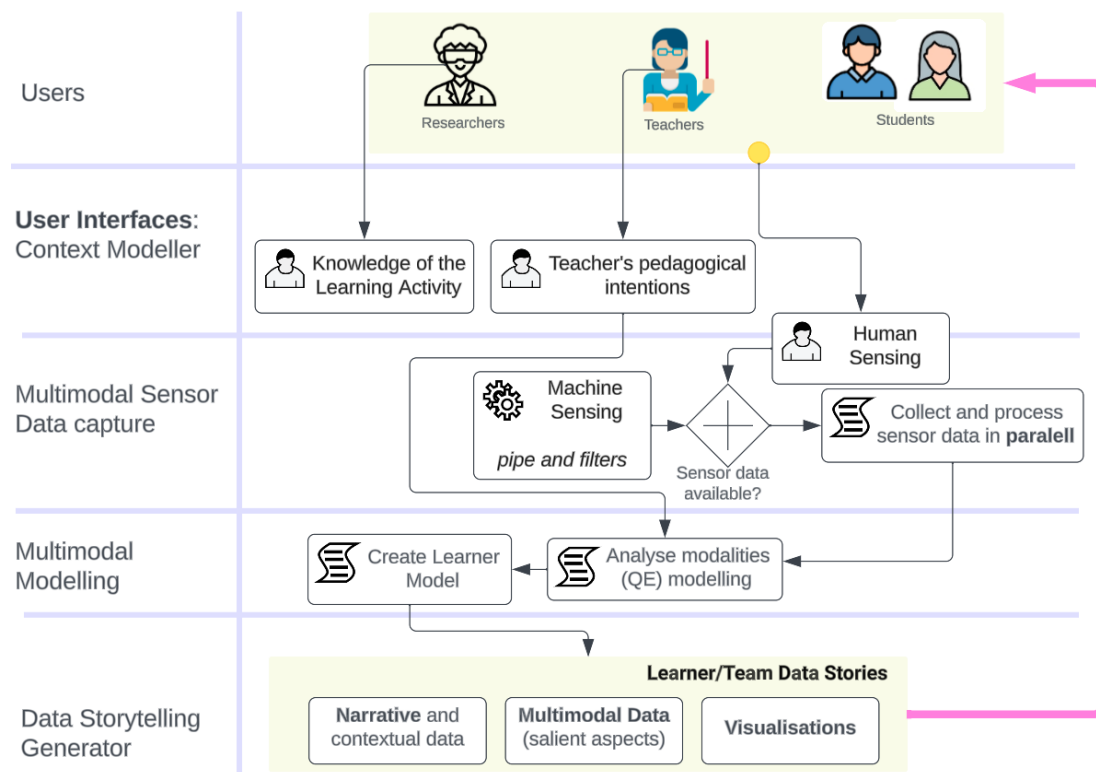 Users
Researchers
Teachers
Students
User Interfaces:
Context Modeller
Knowledge of the
Learning Activity
Teacher's pedagogical
intentions
Human
Sensing
Multimodal Sensor
Data capture
Machine
Sensing
pipe and filters
Sensor data
available?
Collect and process
sensor data in paralell
Multimodal
Modelling
Create Learner
Model
Analyse modalities
(QE) modelling
Data Storytelling
Generator
Learner/Team Data Stories
Narrative and
contextual data
Multimodal Data
(salient aspects)
Visualisations